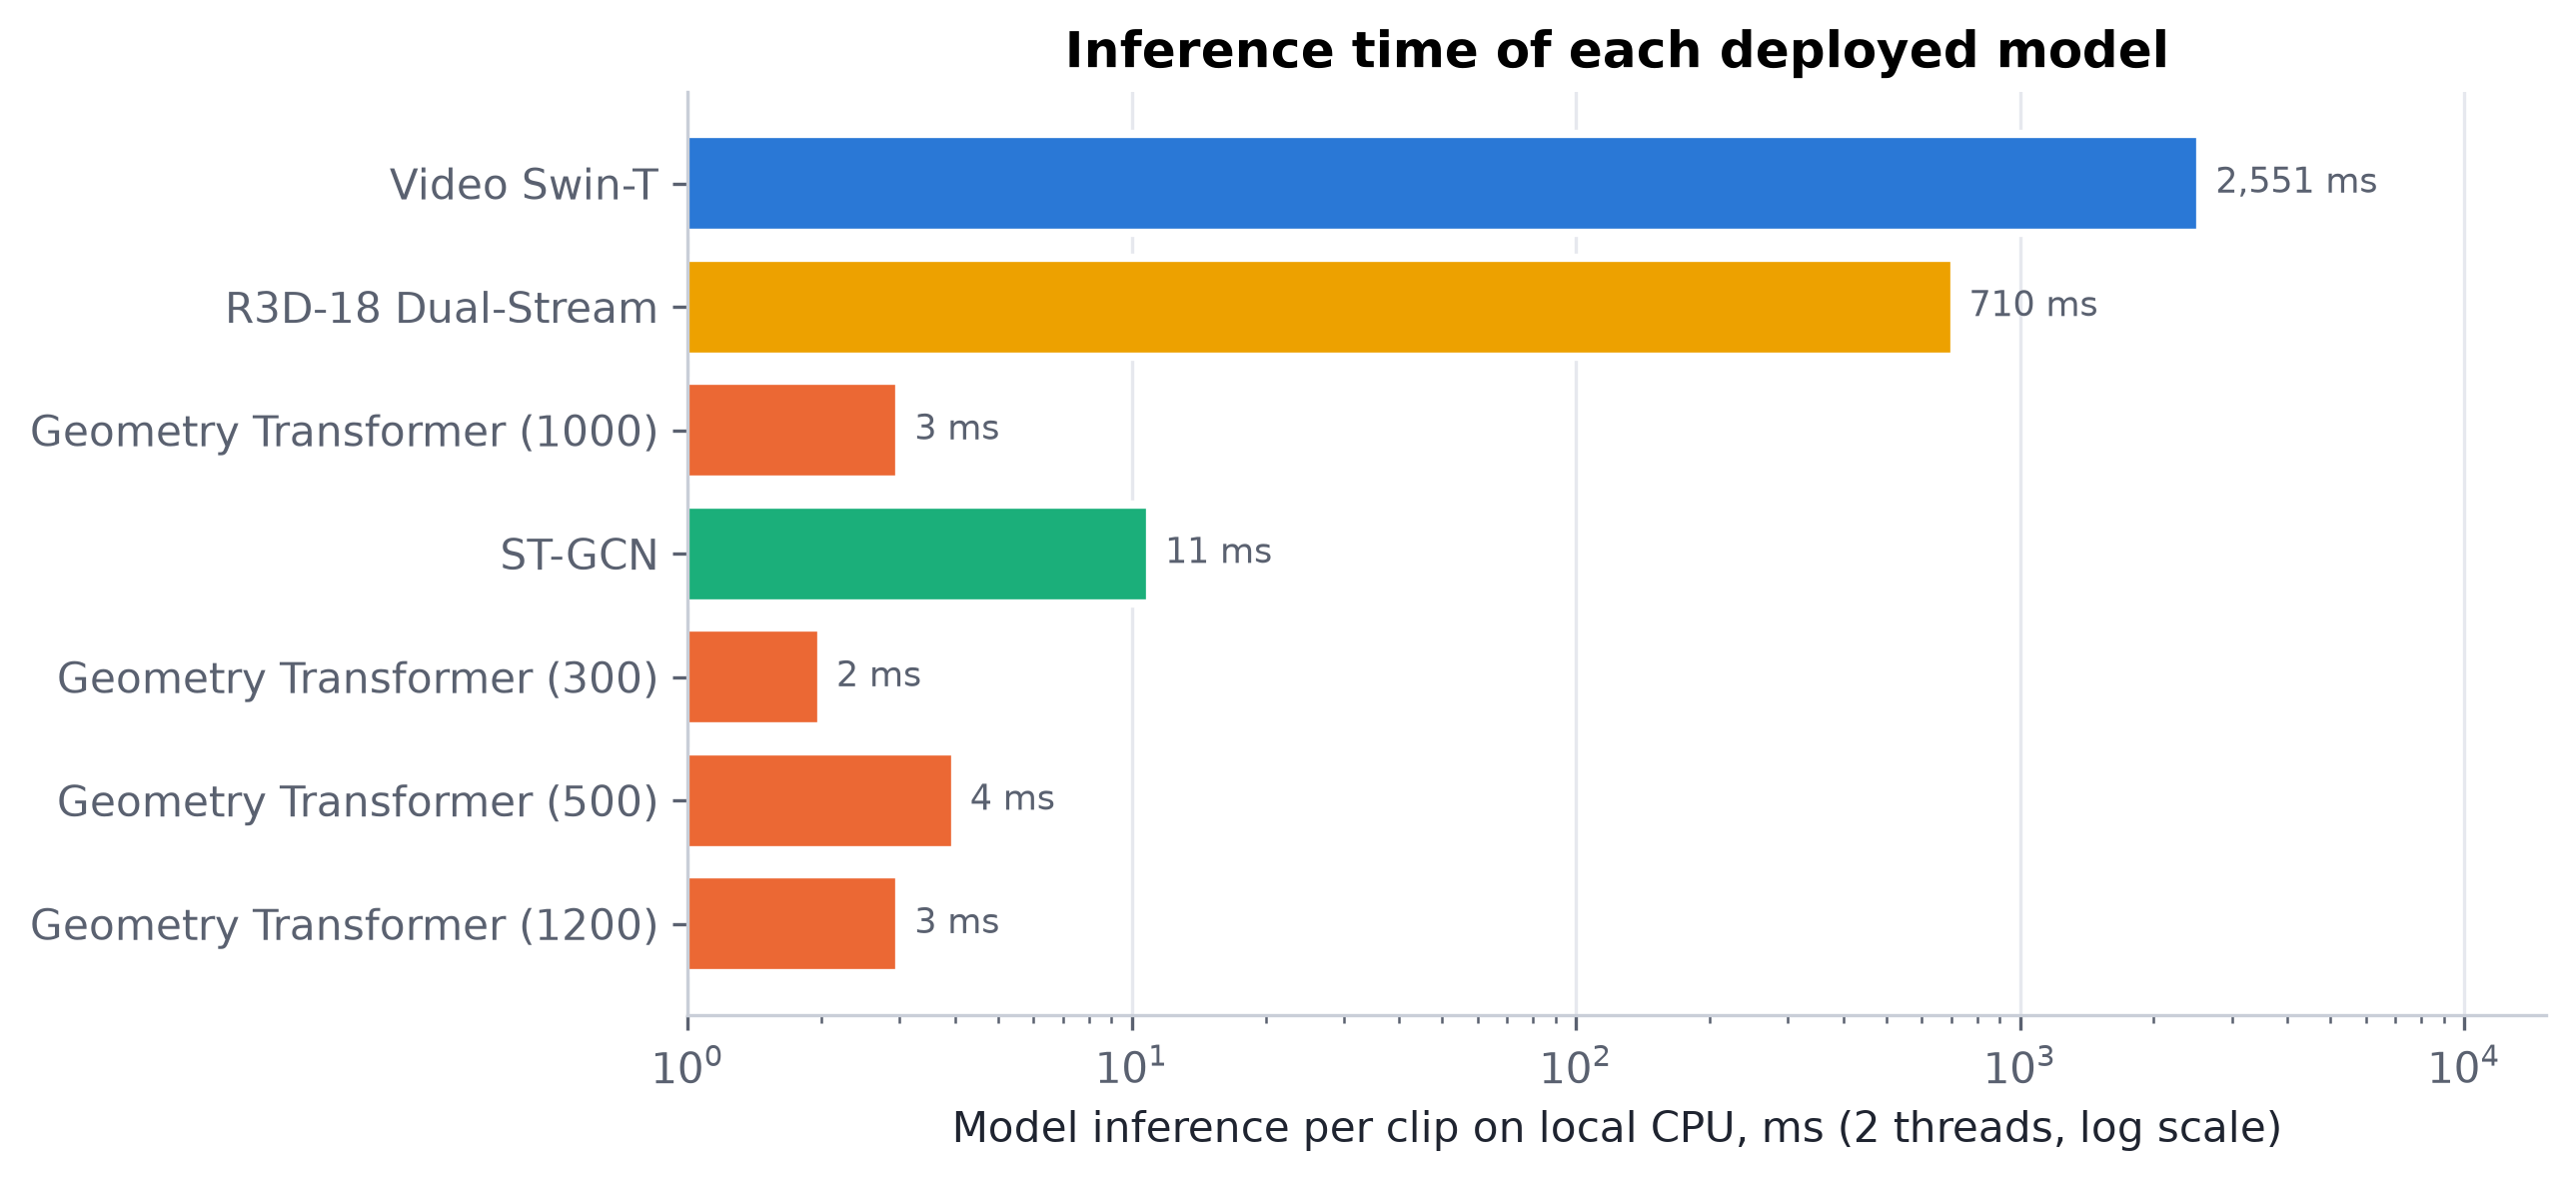 Inference time of each deployed model
Video Swin-T
2,551 ms
R3D-18 Dual-Stream
710 ms
Geometry Transformer (1000)
3 ms
ST-GCN
11 ms
Geometry Transformer (300)
2 ms
Geometry Transformer (500)
4 ms
Geometry Transformer (1200)
3 ms
10⁰ 10¹ 10² 10³ 10⁴
Model inference per clip on local CPU, ms (2 threads, log scale)